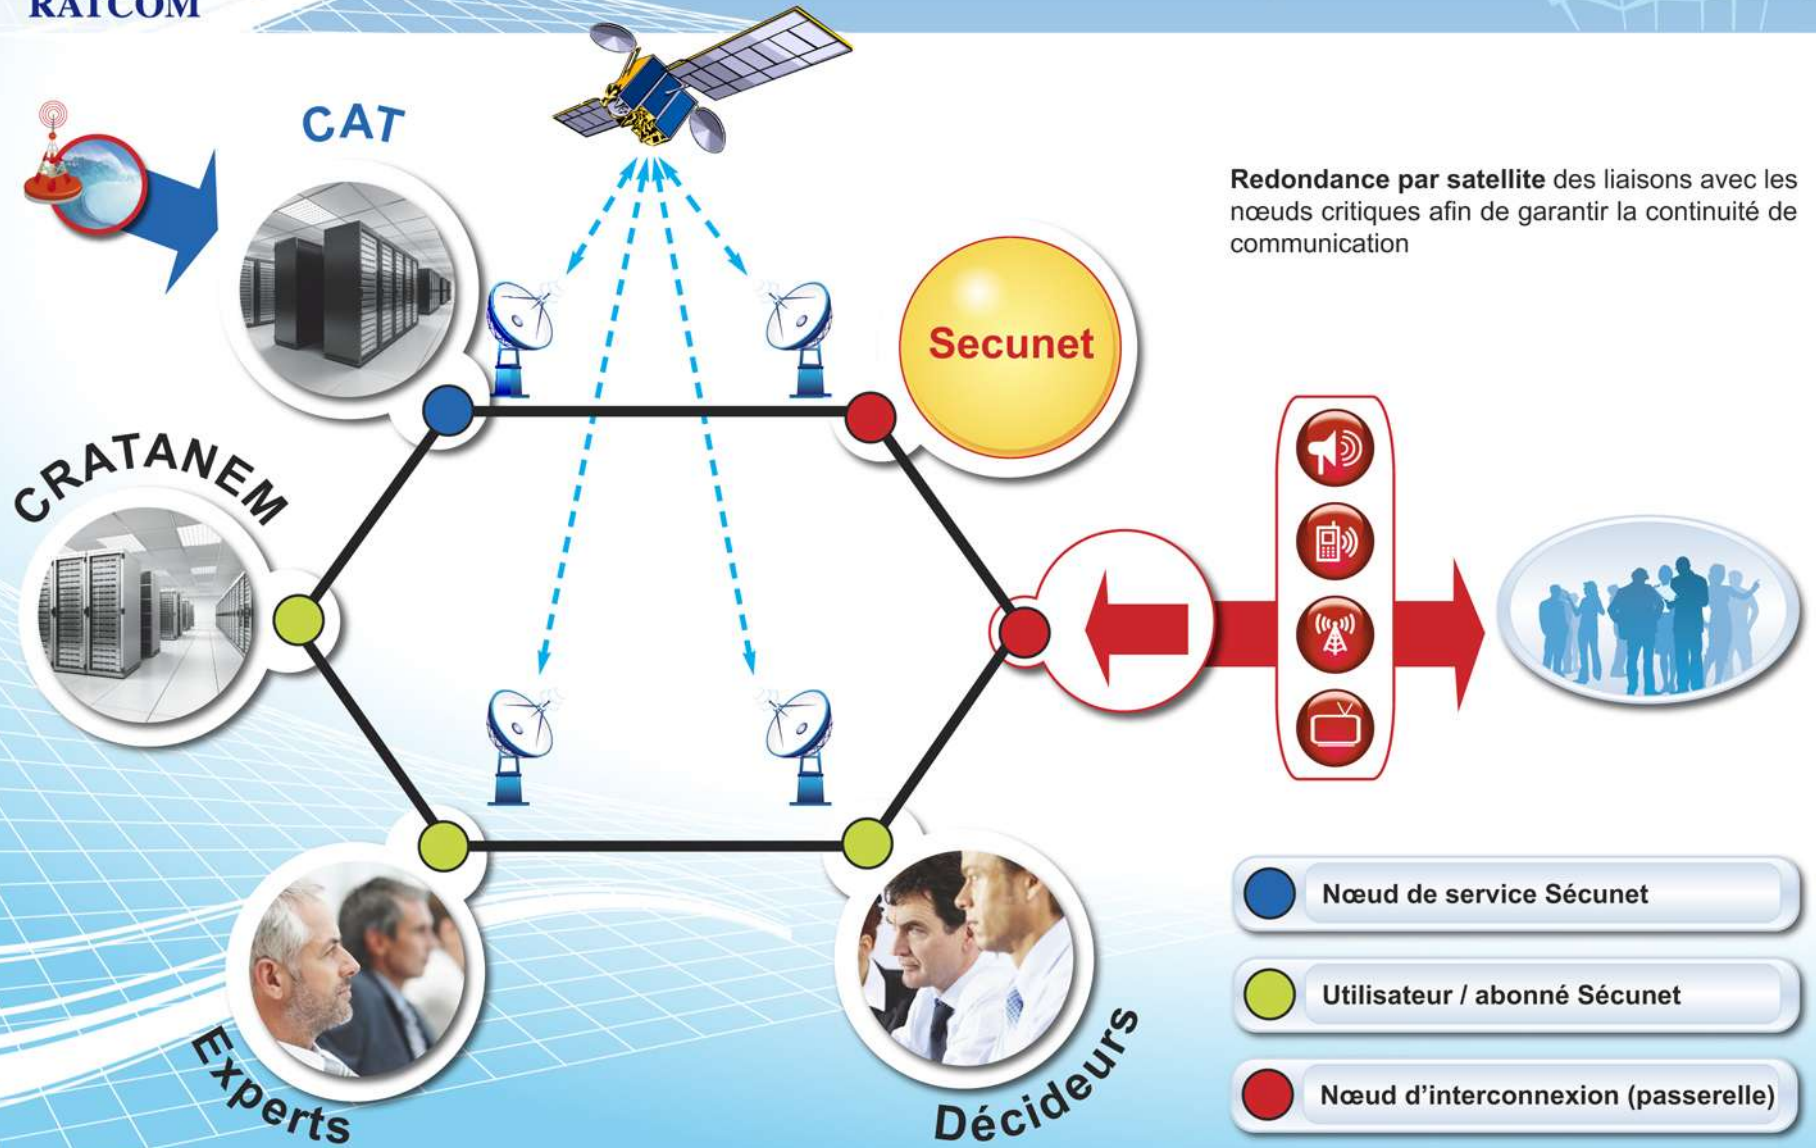 RATCOM
CAT
Redondance par satellite des liaisons avec les
nœuds critiques afin de garantir la continuité de
communication
Secunet
CRATANEM
Experts
Décideurs
Nœud de service Sécunet
Utilisateur / abonné Sécunet
Nœud d'interconnexion (passerelle)